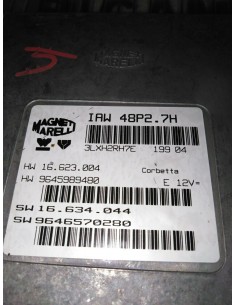 MAGNETI
MARELLI
IAW 48P2.7H
3LXH2RH7E 199 04
HW 16.623.004 Corbetta
HW 9645989480 E 12V=
SW 16.634.044
SW 9646570280